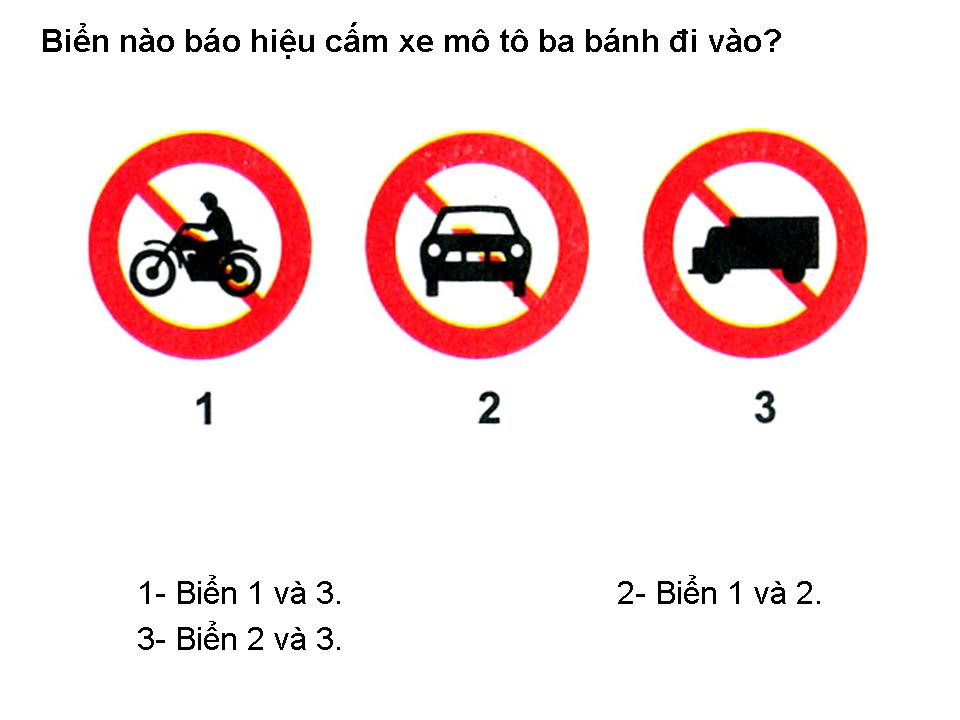 Biển nào báo hiệu cấm xe mô tô ba bánh đi vào?
1 2 3
1- Biển 1 và 3. 2- Biển 1 và 2.
3- Biển 2 và 3.